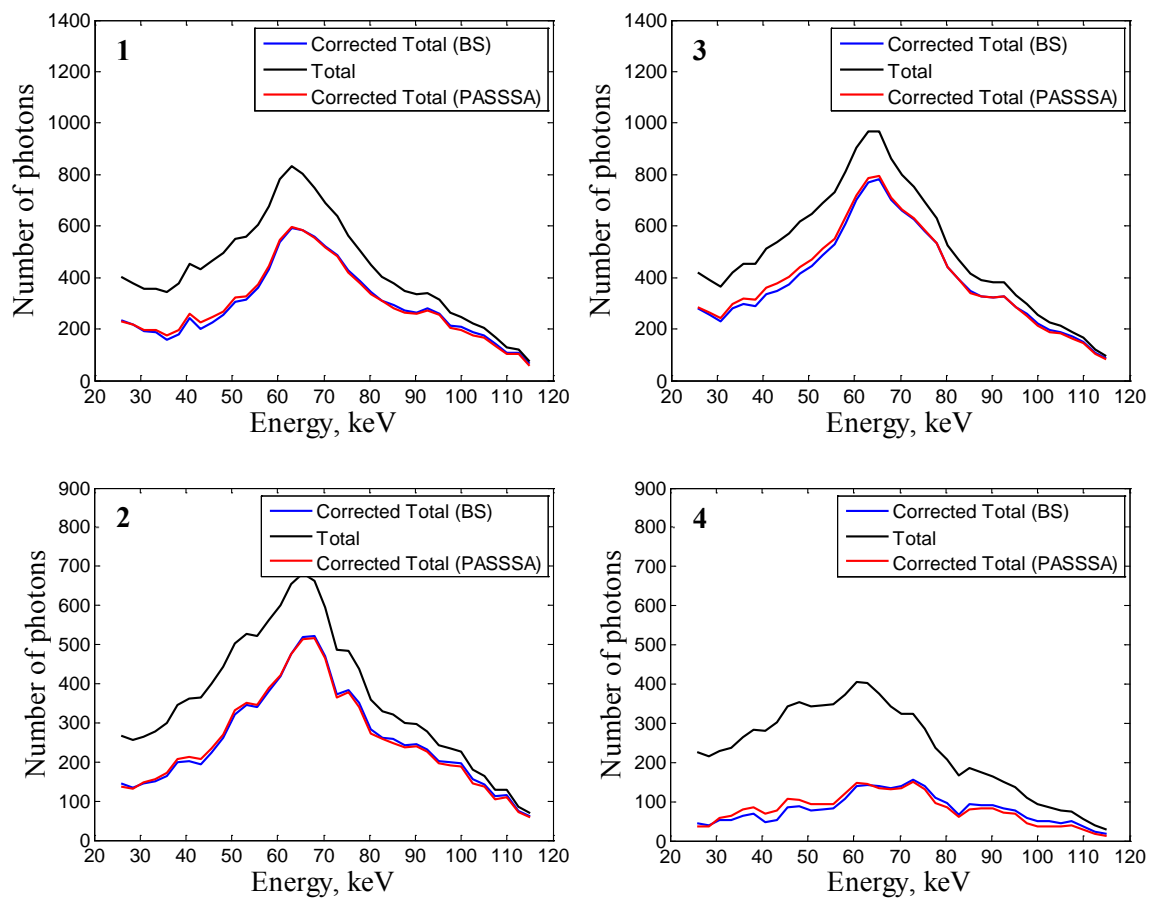 1400
1200
1000
800
600
400
200
0
Number of photons
1
Corrected Total (BS)
Total
Corrected Total (PASSSA)
20 30 40 50 60 70 80 90 100 110 120
Energy, keV
1400
1200
1000
800
600
400
200
0
Number of photons
3
Corrected Total (BS)
Total
Corrected Total (PASSSA)
20 30 40 50 60 70 80 90 100 110 120
Energy, keV
900
800
700
600
500
400
300
200
100
0
Number of photons
2
Corrected Total (BS)
Total
Corrected Total (PASSSA)
20 30 40 50 60 70 80 90 100 110 120
Energy, keV
900
800
700
600
500
400
300
200
100
0
Number of photons
4
Corrected Total (BS)
Total
Corrected Total (PASSSA)
20 30 40 50 60 70 80 90 100 110 120
Energy, keV